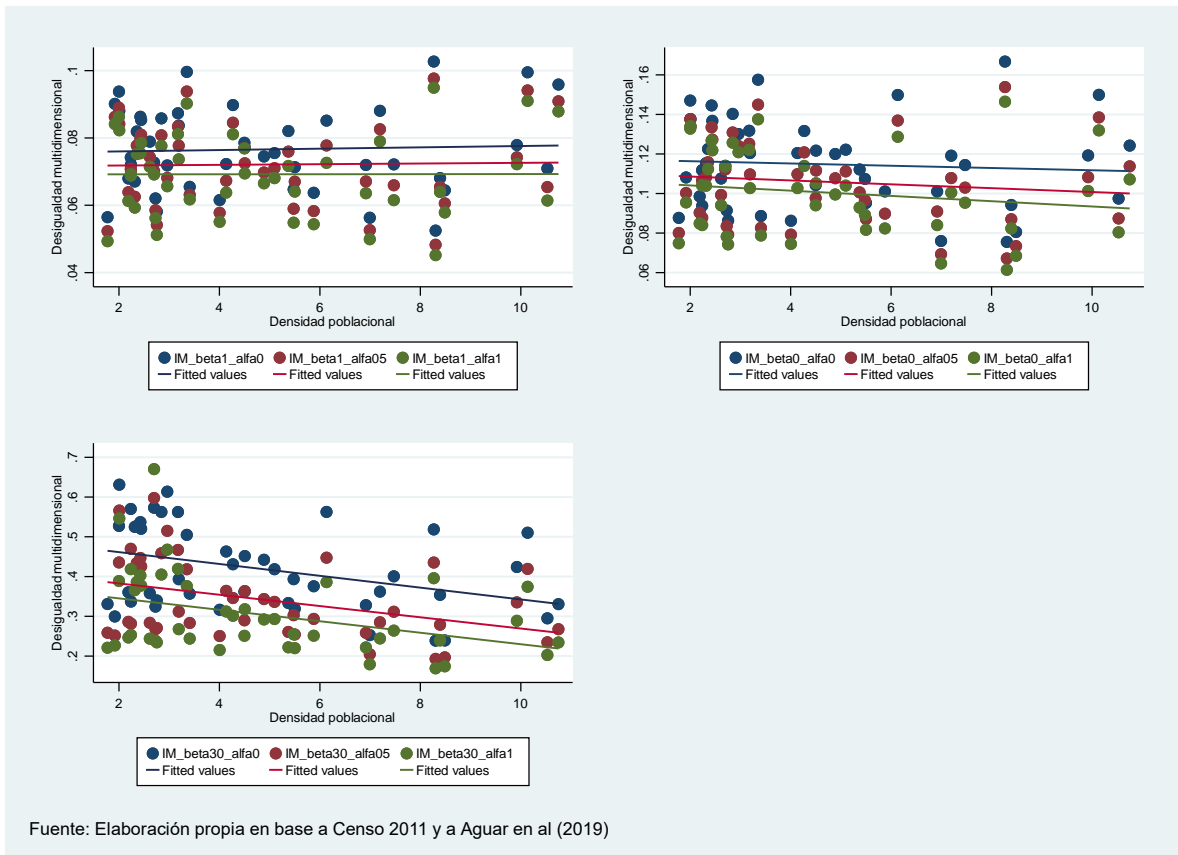 Desigualdad multidimensional
.04 .06 .08 .1
2 4 6 8 10
Densidad poblacional
IM_beta1_alfa0 IM_beta1_alfa05 IM_beta1_alfa1
Fitted values Fitted values Fitted values
Desigualdad multidimensional
.06 .08 .1 .12 .14 .16
2 4 6 8 10
Densidad poblacional
IM_beta0_alfa0 IM_beta0_alfa05 IM_beta0_alfa1
Fitted values Fitted values Fitted values
Desigualdad multidimensional
.2 .3 .4 .5 .6 .7
2 4 6 8 10
Densidad poblacional
IM_beta30_alfa0 IM_beta30_alfa05 IM_beta30_alfa1
Fitted values Fitted values Fitted values
Fuente: Elaboración propia en base a Censo 2011 y a Aguar en al (2019)